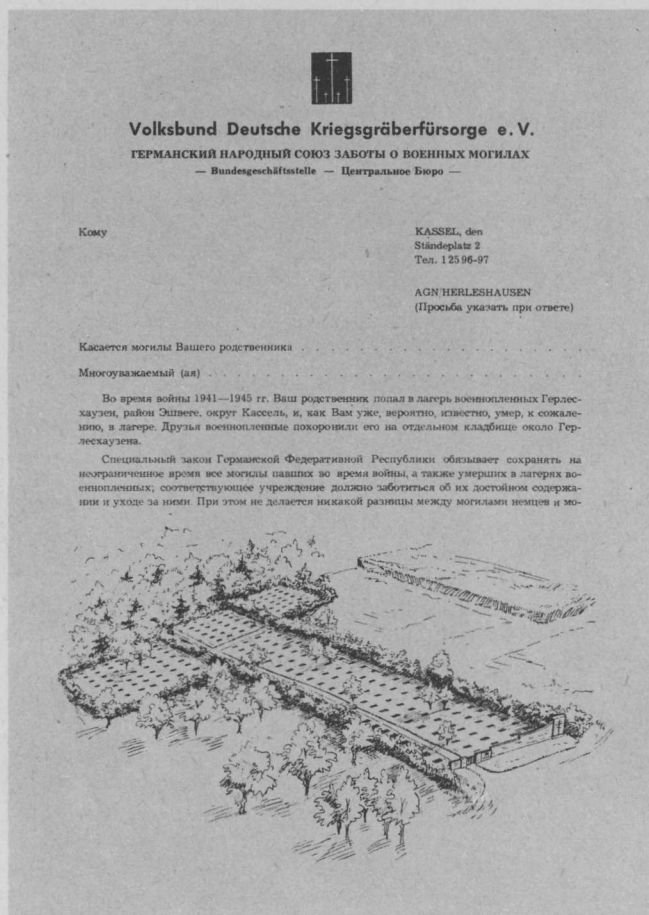 Volksbund Deutsche Kriegsgräberfürsorge e. V.
ГЕРМАНСКИЙ НАРОДНЫЙ СОЮЗ ЗАБОТЫ О ВОЕННЫХ МОГИЛАХ
— Bundesgeschäftsstelle — Центральное Бюро —
Кому
KASSEL, den
Ständeplatz 2
Тел. 1 25 96-97
AGN/HERLESHAUSEN
(Просьба указать при ответе)
Касается могилы Вашего родственника . . . . . . . . . . . . . . . . . . . .
Многоуважаемый (ая) . . . . . . . . . . . . . . . . . . . . . . . . . .
Во время войны 1941—1945 гг. Ваш родственник попал в лагерь военнопленных Герлес-
хаузен, район Эшвеге, округ Кассель, и, как Вам уже, вероятно, известно, умер, к сожале-
нию, в лагере. Друзья военнопленные похоронили его на отдельном кладбище около Гер-
лесхаузена.
Специальный закон Германской Федеративной Республики обязывает сохранять на
неограниченное время все могилы павших во время войны, а также умерших в лагерях во-
еннопленных; соответствующее учреждение должно заботиться об их достойном содержа-
нии и уходе за ними. При этом не делается никакой разницы между могилами немцев и мо-